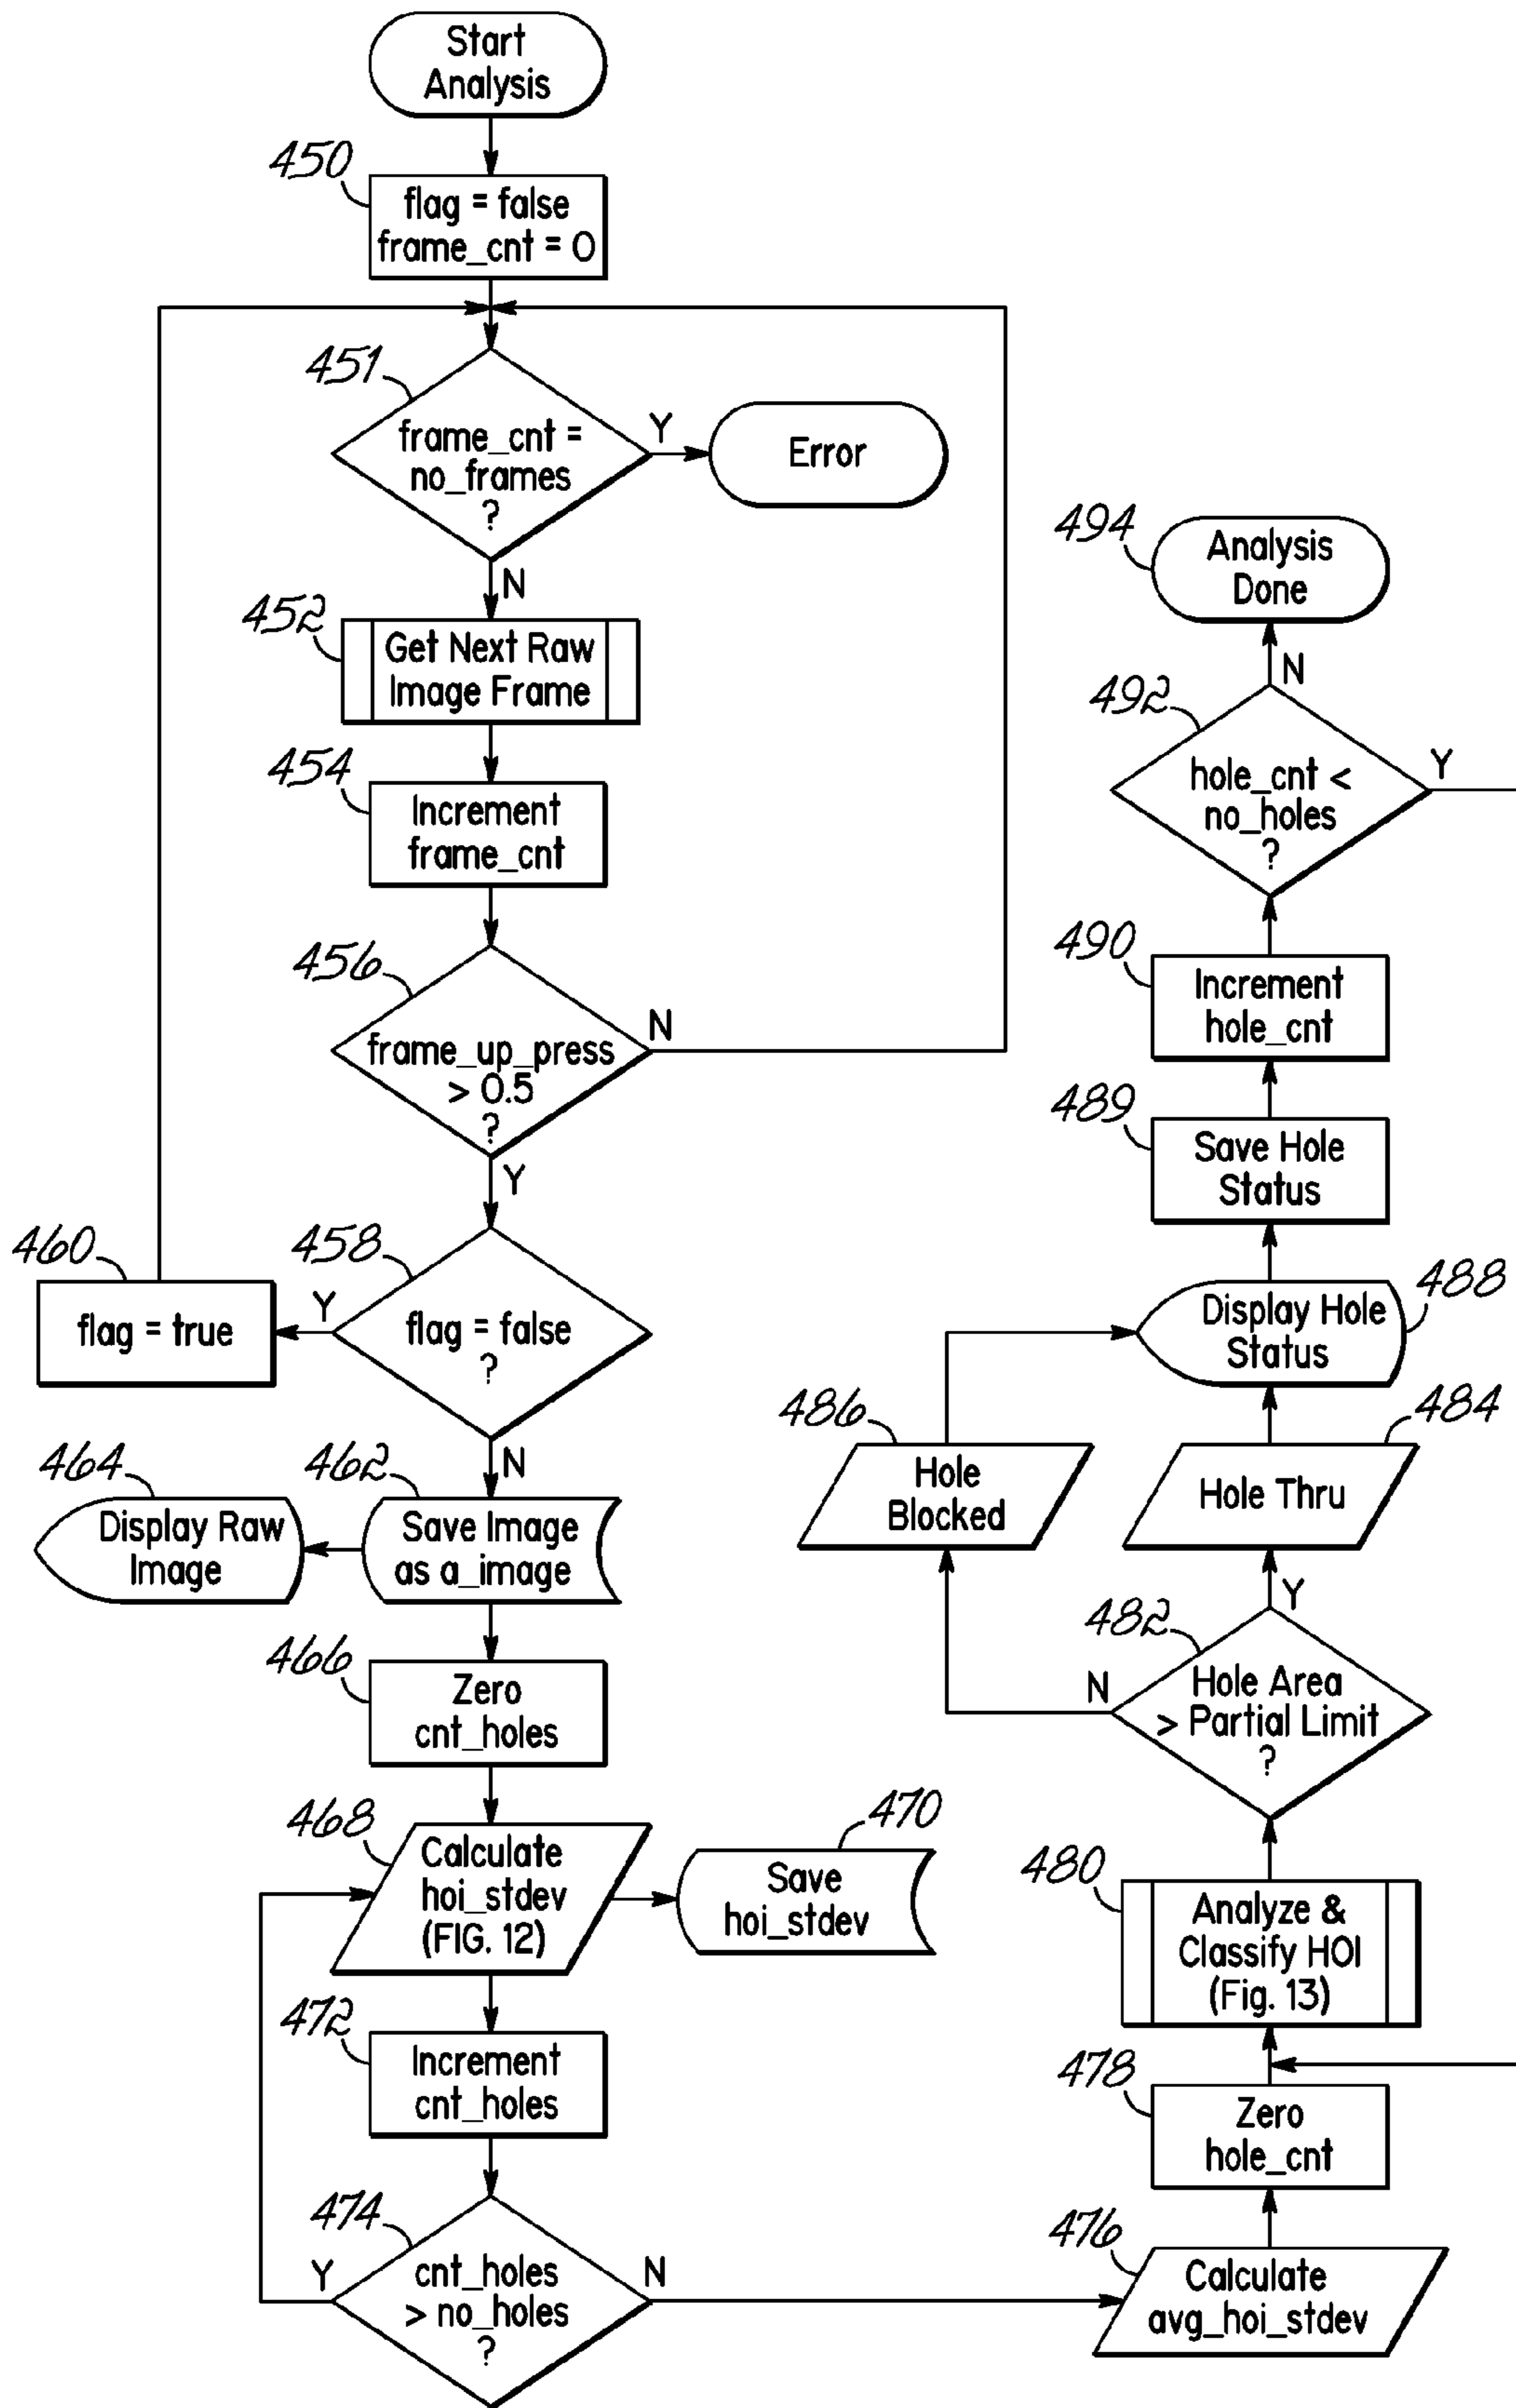 Start
Analysis
450
flag = false
frame_cnt = 0
451
frame_cnt =
no_frames
?
Y
Error
N
452
Get Next Raw
Image Frame
454
Increment
frame_cnt
456
frame_up_press
> 0.5
?
N
Y
458
flag = false
?
Y
460
flag = true
N
462
Save Image
as a_image
464
Display Raw
Image
466
Zero
cnt_holes
468
Calculate
hoi_stdev
(FIG. 12)
470
Save
hoi_stdev
472
Increment
cnt_holes
474
cnt_holes
> no_holes
?
Y
N
476
Calculate
avg_hoi_stdev
478
Zero
hole_cnt
480
Analyze &
Classify HOI
(Fig. 13)
482
Hole Area
> Partial Limit
?
N
Y
486
Hole
Blocked
484
Hole Thru
488
Display Hole
Status
489
Save Hole
Status
490
Increment
hole_cnt
492
hole_cnt <
no_holes
?
Y
N
494
Analysis
Done